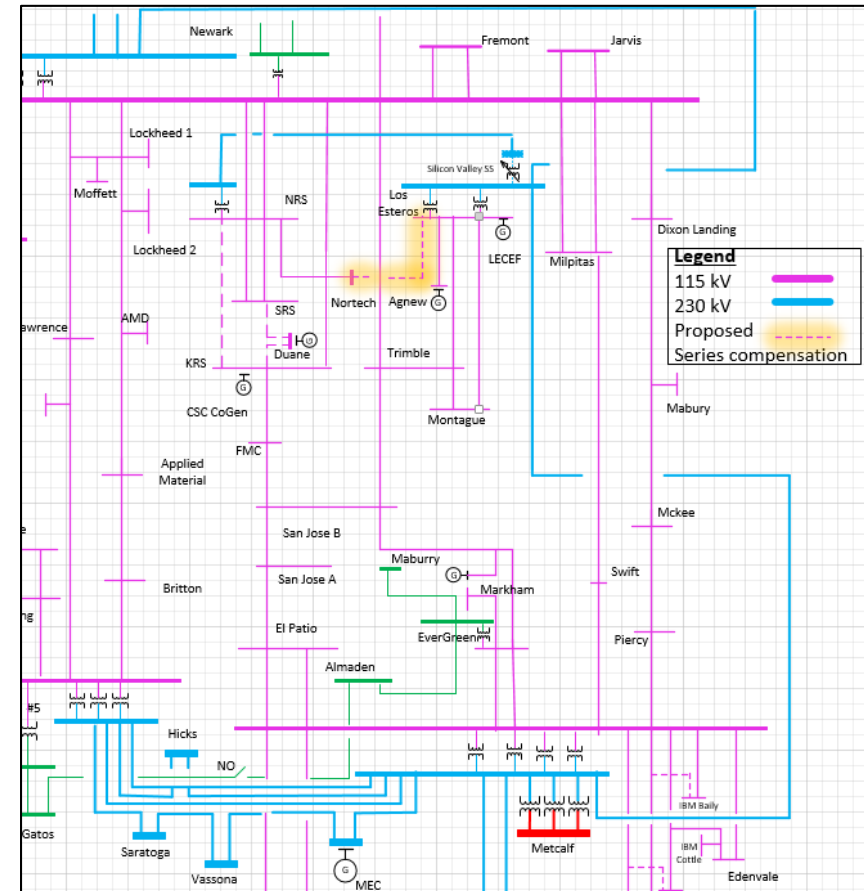 Newark
Fremont
Jarvis
Lockheed 1
Moffett
Silicon Valley SS
NRS
Los
Esteros
Lockheed 2
LECEF
Milpitas
Dixon Landing
Legend
115 kV
230 kV
Proposed
Series compensation
Nortech
Agnew
G
G
SRS
AMD
awrence
Duane
G
KRS
Trimble
G
CSC CoGen
Montague
Mabury
FMC
Applied
Material
Mckee
San Jose B
Maburry
San Jose A
G
Markham
Swift
Britton
ng
El Patio
EverGreen
Piercy
Almaden
#5
Hicks
NO
IBM Baily
Gatos
Saratoga
Vassona
G
MEC
Metcalf
IBM
Cottle
Edenvale